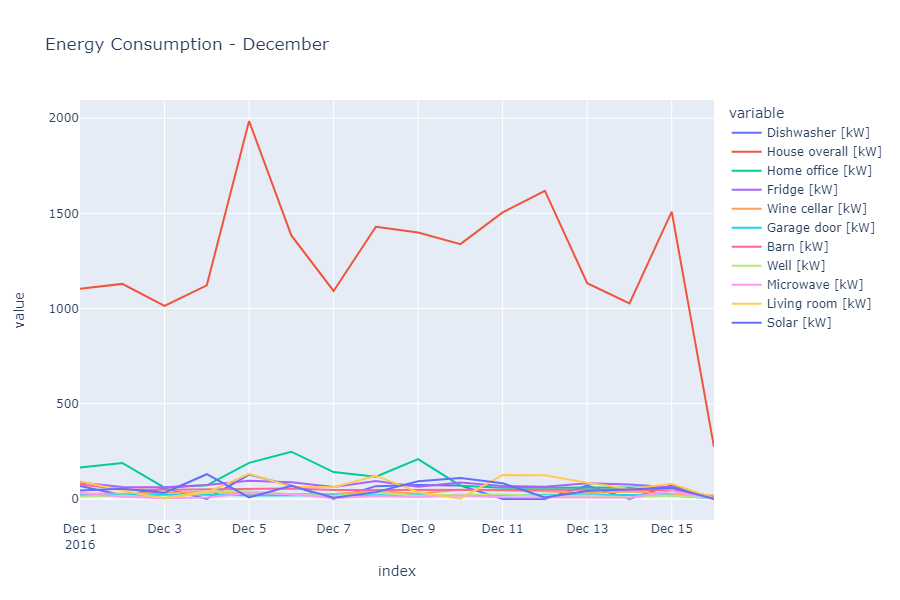 Energy Consumption - December
variable
Dishwasher [kW]
House overall [kW]
Home office [kW]
Fridge [kW]
Wine cellar [kW]
Garage door [kW]
Barn [kW]
Well [kW]
Microwave [kW]
Living room [kW]
Solar [kW]
value
2000
1500
1000
500
0
Dec 1 Dec 3 Dec 5 Dec 7 Dec 9 Dec 11 Dec 13 Dec 15
2016
index